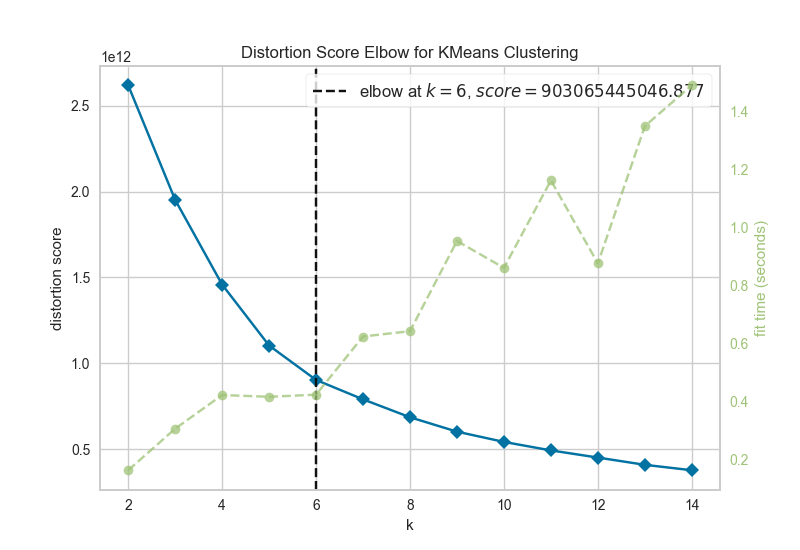 Distortion Score Elbow for KMeans Clustering
1e12
elbow at k = 6, score = 903065445046.877
2.5
2.0
1.5
1.0
0.5
distortion score
1.4
1.2
1.0
0.8
0.6
0.4
0.2
fit time (seconds)
2 4 6 8 10 12 14
k